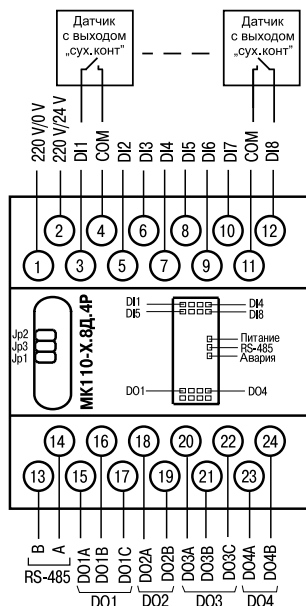 Датчик
с выходом
„сух.конт"
Датчик
с выходом
„сух.конт"
220 V/0 V
220 V/24 V
DI1
COM
DI2
DI3
DI4
DI5
DI6
DI7
COM
DI8
2
4
6
8
10
12
1
3
5
7
9
11
Jp2
Jp3
Jp1
МК110-Х.8Д.4Р
DI1
DI5
DI4
DI8
Питание
RS-485
Авария
DO1
DO4
14
16
18
20
22
24
13
15
17
19
21
23
B
A
DO1A
DO1B
DO1C
DO2A
DO2B
DO3A
DO3B
DO3C
DO4A
DO4B
RS-485
DO1
DO2
DO3
DO4